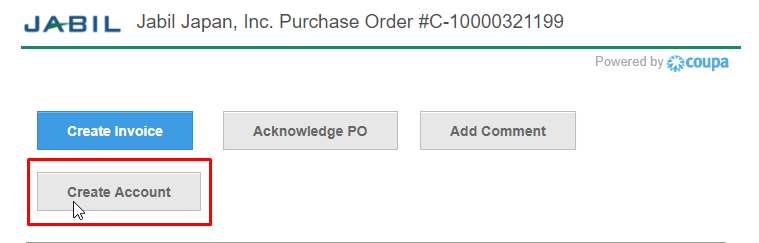 JABIL Jabil Japan, Inc. Purchase Order #C-10000321199
Powered by coupa
Create Invoice Acknowledge PO Add Comment
Create Account